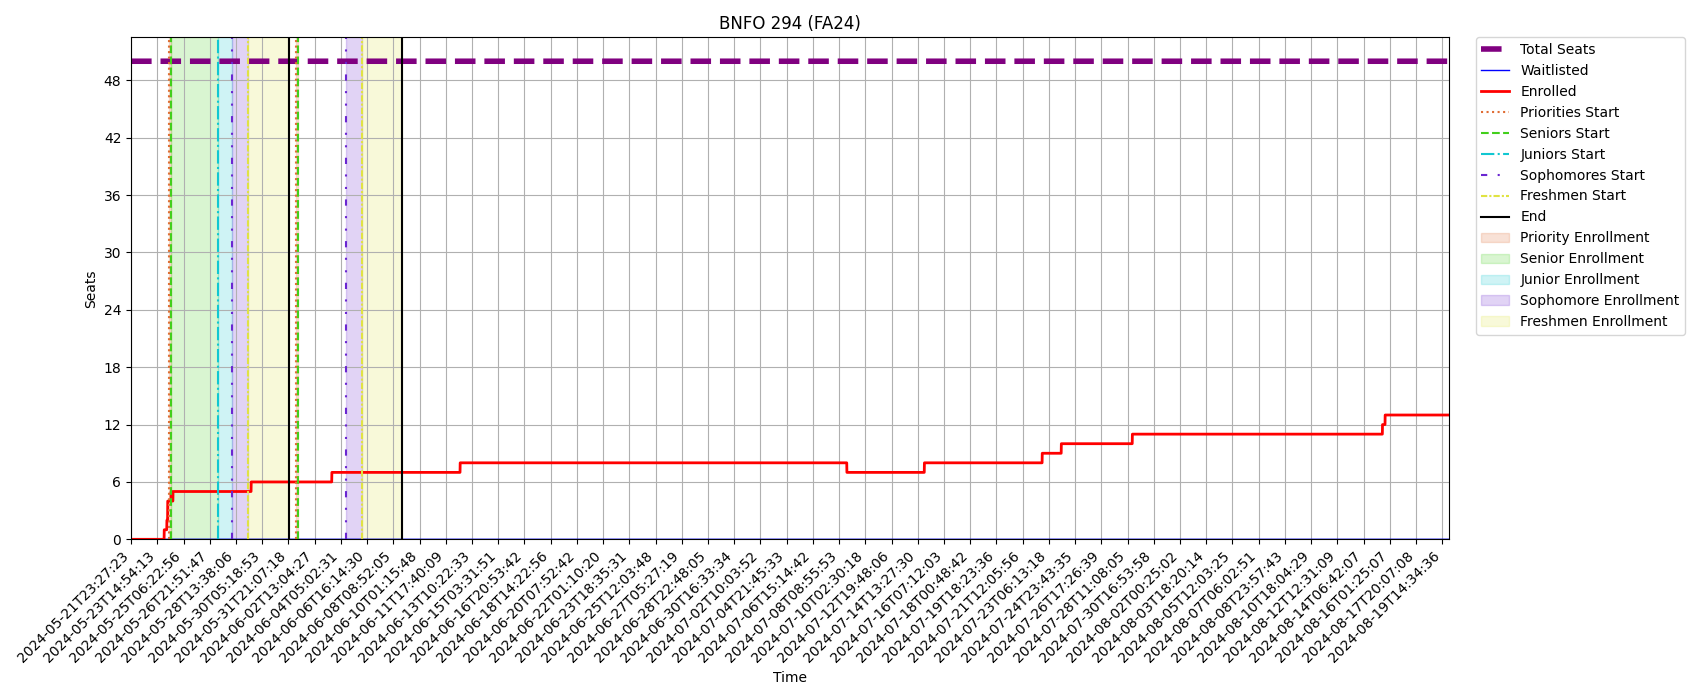 BNFO 294 (FA24)
Seats
48
42
36
30
24
18
12
6
0
2024-05-21T23:27:23
2024-05-23T14:54:13
2024-05-25T06:22:56
2024-05-26T21:51:47
2024-05-28T13:38:06
2024-05-30T05:18:53
2024-05-31T21:07:18
2024-06-02T13:04:27
2024-06-04T05:02:31
2024-06-06T16:14:30
2024-06-08T08:52:05
2024-06-10T01:15:48
2024-06-11T17:40:09
2024-06-13T10:22:33
2024-06-15T03:31:51
2024-06-16T20:53:42
2024-06-18T14:22:56
2024-06-20T07:52:42
2024-06-22T01:10:20
2024-06-23T18:35:31
2024-06-25T12:03:48
2024-06-27T05:27:19
2024-06-28T22:48:05
2024-06-30T16:33:34
2024-07-02T10:03:52
2024-07-04T21:45:33
2024-07-06T15:14:42
2024-07-08T08:55:53
2024-07-10T02:30:18
2024-07-12T19:48:06
2024-07-14T13:27:30
2024-07-16T07:12:03
2024-07-18T00:48:42
2024-07-19T18:23:36
2024-07-21T12:05:56
2024-07-23T06:13:18
2024-07-24T23:43:35
2024-07-26T17:26:39
2024-07-28T11:08:05
2024-07-30T16:53:58
2024-08-02T00:25:02
2024-08-03T18:20:14
2024-08-05T12:03:25
2024-08-07T06:02:51
2024-08-08T23:57:43
2024-08-10T18:04:29
2024-08-12T12:31:09
2024-08-14T06:42:07
2024-08-16T01:25:07
2024-08-17T20:07:08
2024-08-19T14:34:36
Time
Total Seats
Waitlisted
Enrolled
Priorities Start
Seniors Start
Juniors Start
Sophomores Start
Freshmen Start
End
Priority Enrollment
Senior Enrollment
Junior Enrollment
Sophomore Enrollment
Freshmen Enrollment